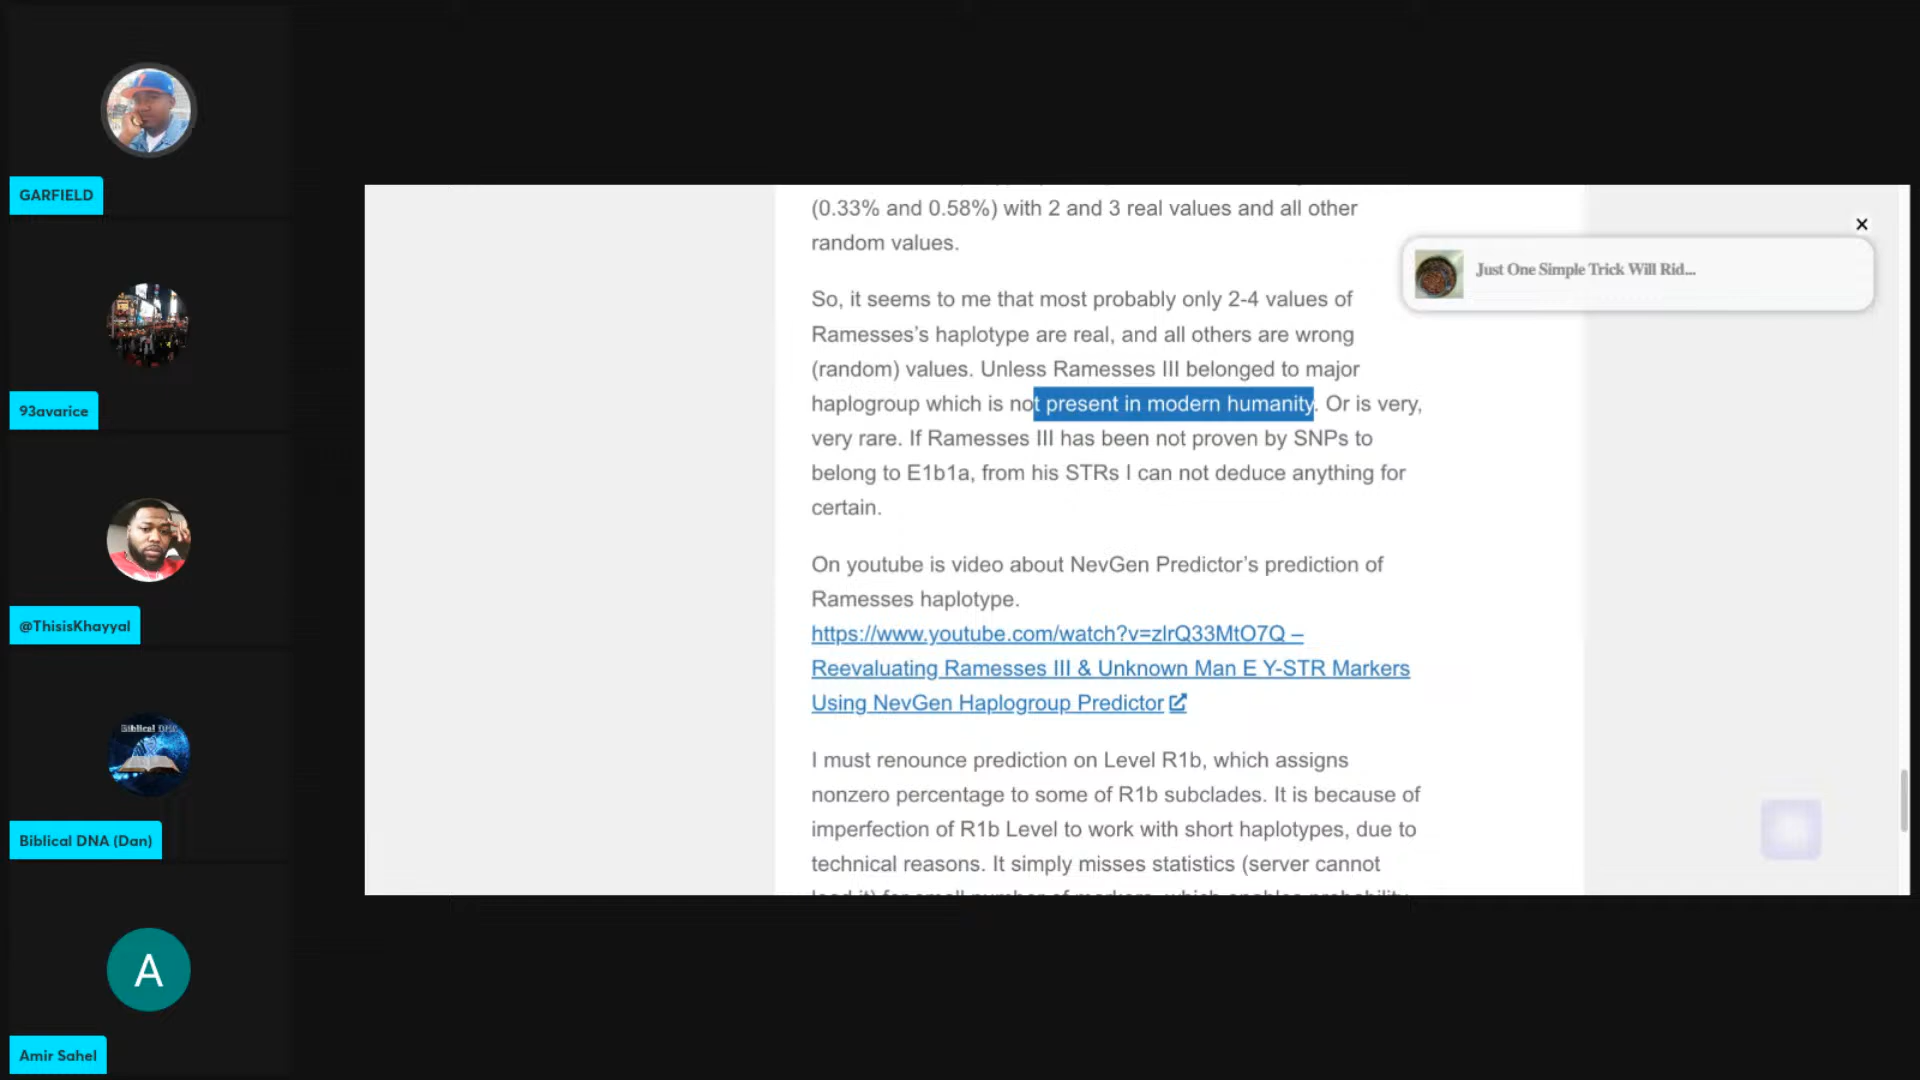 GARFIELD
93avarice
@ThisisKhayyal
Biblical DNA
Biblical DNA (Dan)
A
Amir Sahel
(0.33% and 0.58%) with 2 and 3 real values and all other
random values.
So, it seems to me that most probably only 2-4 values of
Ramesses’s haplotype are real, and all others are wrong
(random) values. Unless Ramesses III belonged to major
haplogroup which is not present in modern humanity. Or is very,
very rare. If Ramesses III has been not proven by SNPs to
belong to E1b1a, from his STRs I can not deduce anything for
certain.
On youtube is video about NevGen Predictor’s prediction of
Ramesses haplotype.
https://www.youtube.com/watch?v=zlrQ33MtO7Q –
Reevaluating Ramesses III & Unknown Man E Y-STR Markers
Using NevGen Haplogroup Predictor
I must renounce prediction on Level R1b, which assigns
nonzero percentage to some of R1b subclades. It is because of
imperfection of R1b Level to work with short haplotypes, due to
technical reasons. It simply misses statistics (server cannot
Just One Simple Trick Will Rid...